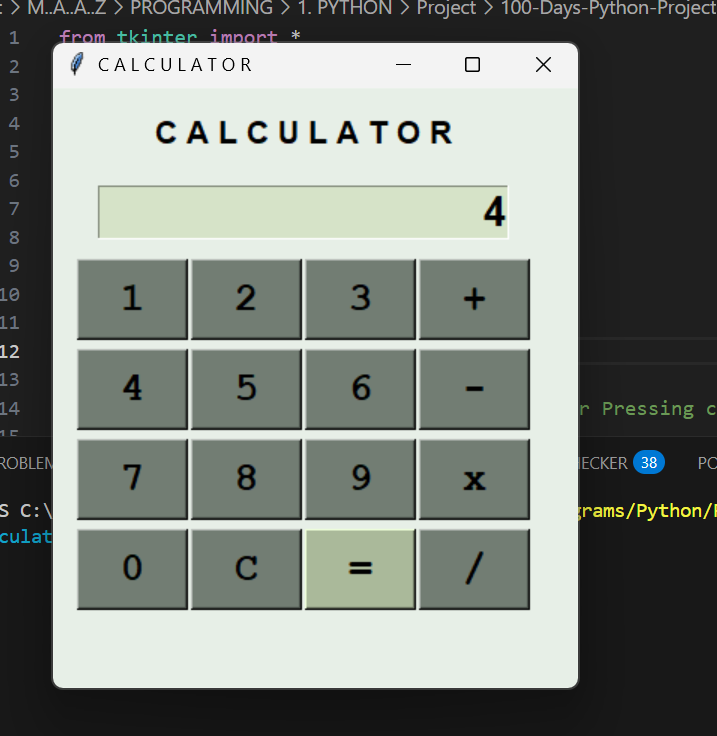 M..A..A..Z > PROGRAMMING > 1. PYTHON > Project > 100-Days-Python-Project
1 from tkinter import *
CALCULATOR
2
3
CALCULATOR
4
5
6
7
4
8
9
10
1 2 3 +
11
12
13
4 5 6 -
14 r Pressing c
15
ROBLEM ECKER 38 PO
7 8 9 x
S C:\ grams/Python/P
culat
0 C = /